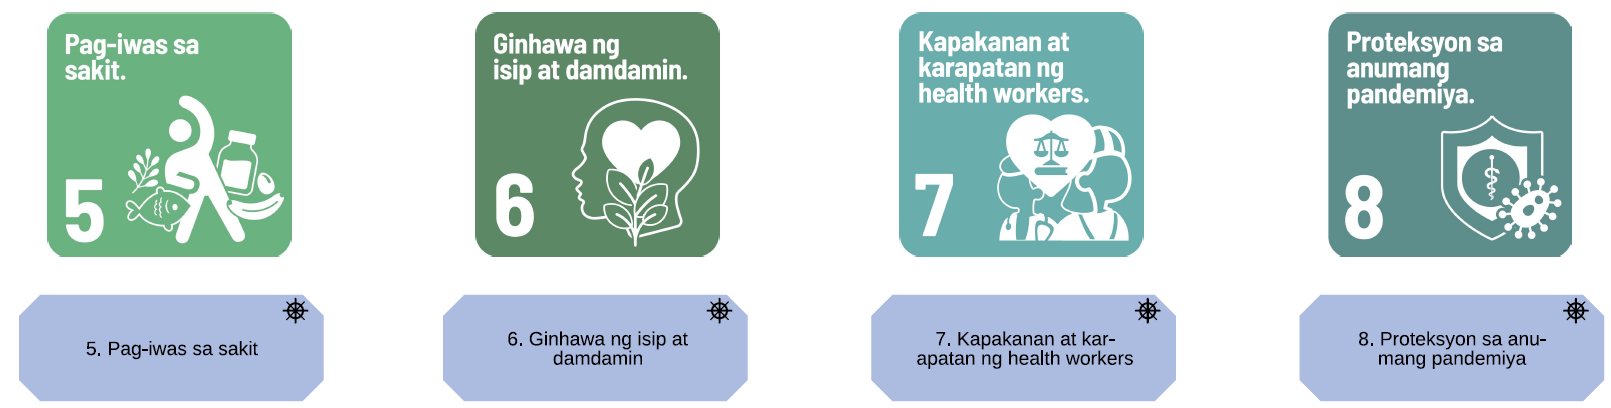 Pag-iwas sa
sakit.
5
Ginhawa ng
isip at damdamin.
6
Kapakanan at
karapatan ng
health workers.
7
Proteksyon sa
anumang
pandemiya.
8
5. Pag-iwas sa sakit
6. Ginhawa ng isip at
damdamin
7. Kapakanan at kar-
apatan ng health workers
8. Proteksyon sa anu-
mang pandemiya